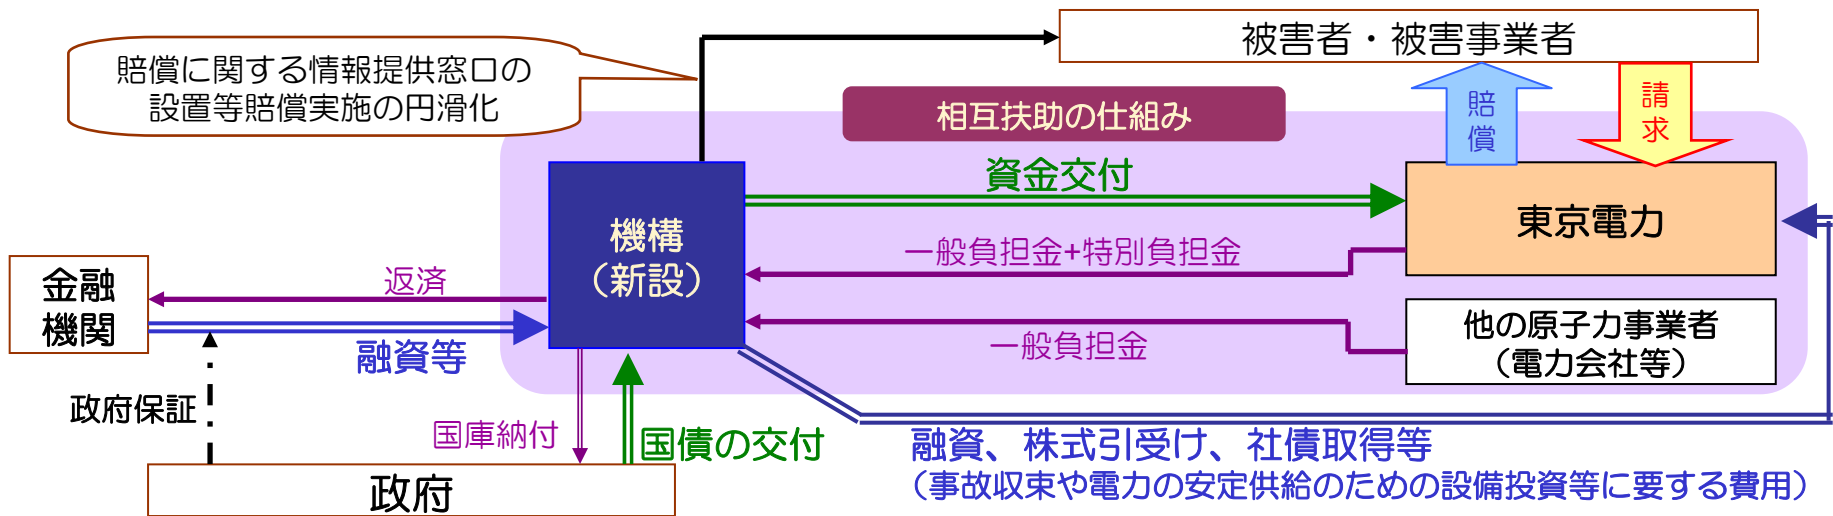 被害者・被害事業者
賠償に関する情報提供窓口の
設置等賠償実施の円滑化
相互扶助の仕組み
賠
償
請
求
資金交付
機構
（新設）
東京電力
一般負担金+特別負担金
金融
機関
返済
融資等
他の原子力事業者
（電力会社等）
一般負担金
政府保証
国庫納付
国債の交付
融資、株式引受け、社債取得等
（事故収束や電力の安定供給のための設備投資等に要する費用）
政府